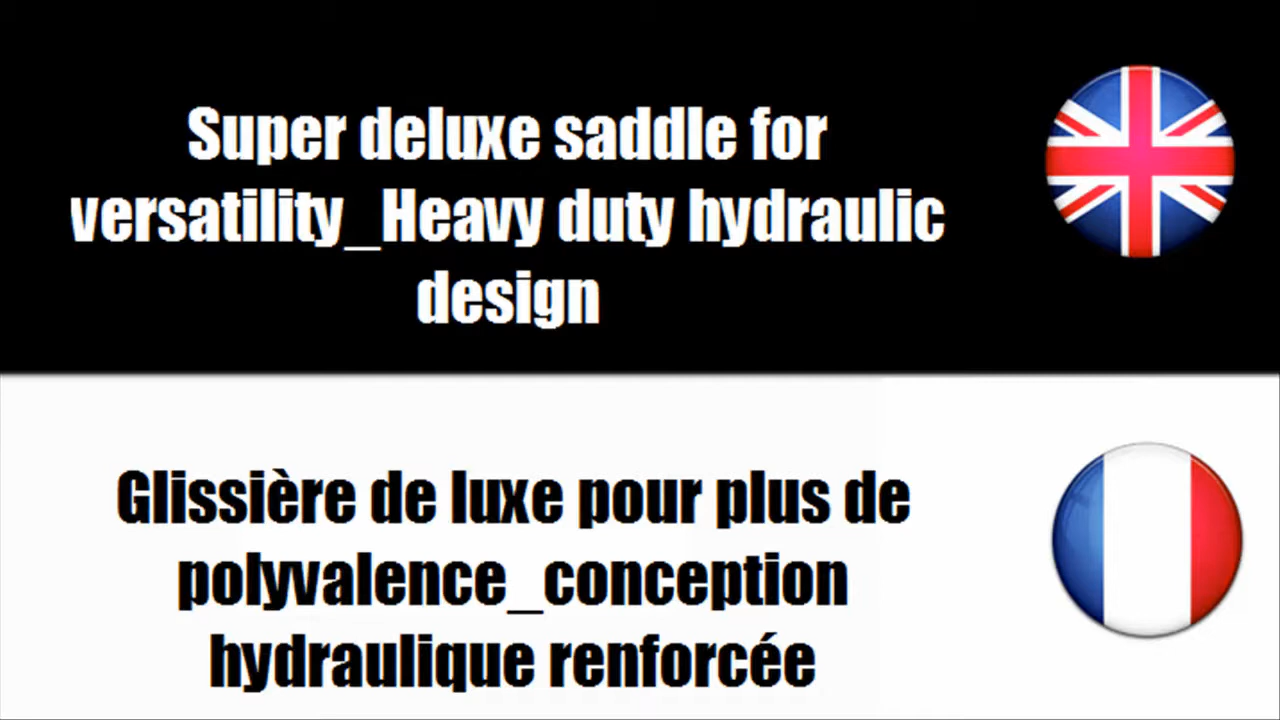 Super deluxe saddle for
versatility_Heavy duty hydraulic
design
Glissière de luxe pour plus de
polyvalence_conception
hydraulique renforcée